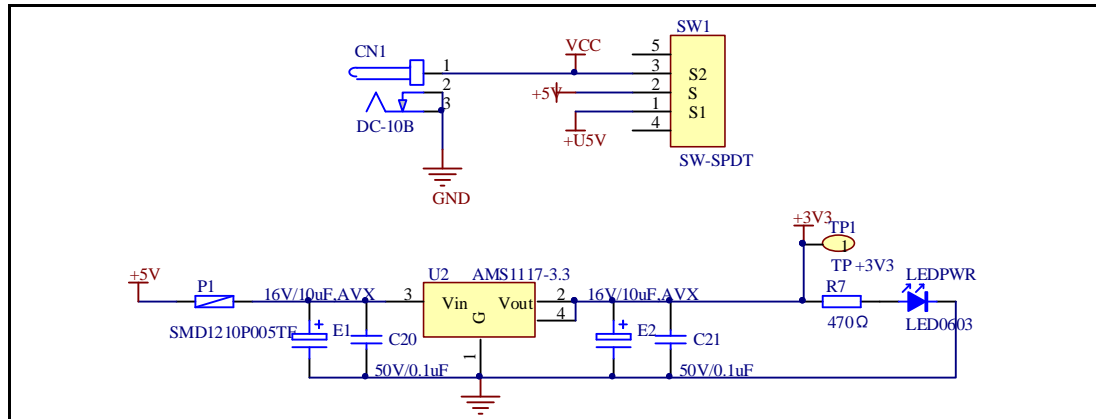 SW1
VCC
CN1
5
1
3
S2
2
+5V
2
S
3
1
S1
DC-10B
4
+U5V
SW-SPDT
GND
+3V3
TP1
1
+5V
P1
U2
AMS1117-3.3
TP +3V3
LEDPWR
16V/10uF,AVX
3
Vin
Vout
2
16V/10uF,AVX
R7
4
G
SMD1210P005TF
E1
C20
E2
C21
470Ω
LED0603
1
50V/0.1uF
50V/0.1uF